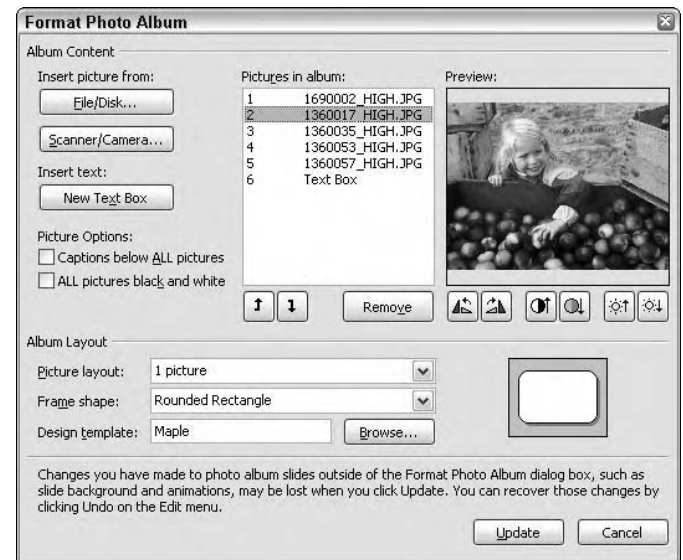 Format Photo Album
Album Content
Insert picture from:
File/Disk...
Scanner/Camera...
Insert text:
New Text Box
Picture Options:
Captions below ALL pictures
ALL pictures black and white
Pictures in album:
1 1690002_HIGH.JPG
2 1360017_HIGH.JPG
3 1360035_HIGH.JPG
4 1360053_HIGH.JPG
5 1360057_HIGH.JPG
6 Text Box
Remove
Preview:
Album Layout
Picture layout: 1 picture
Frame shape: Rounded Rectangle
Design template: Maple Browse...
Changes you have made to photo album slides outside of the Format Photo Album dialog box, such as
slide background and animations, may be lost when you click Update. You can recover those changes by
clicking Undo on the Edit menu.
Update Cancel